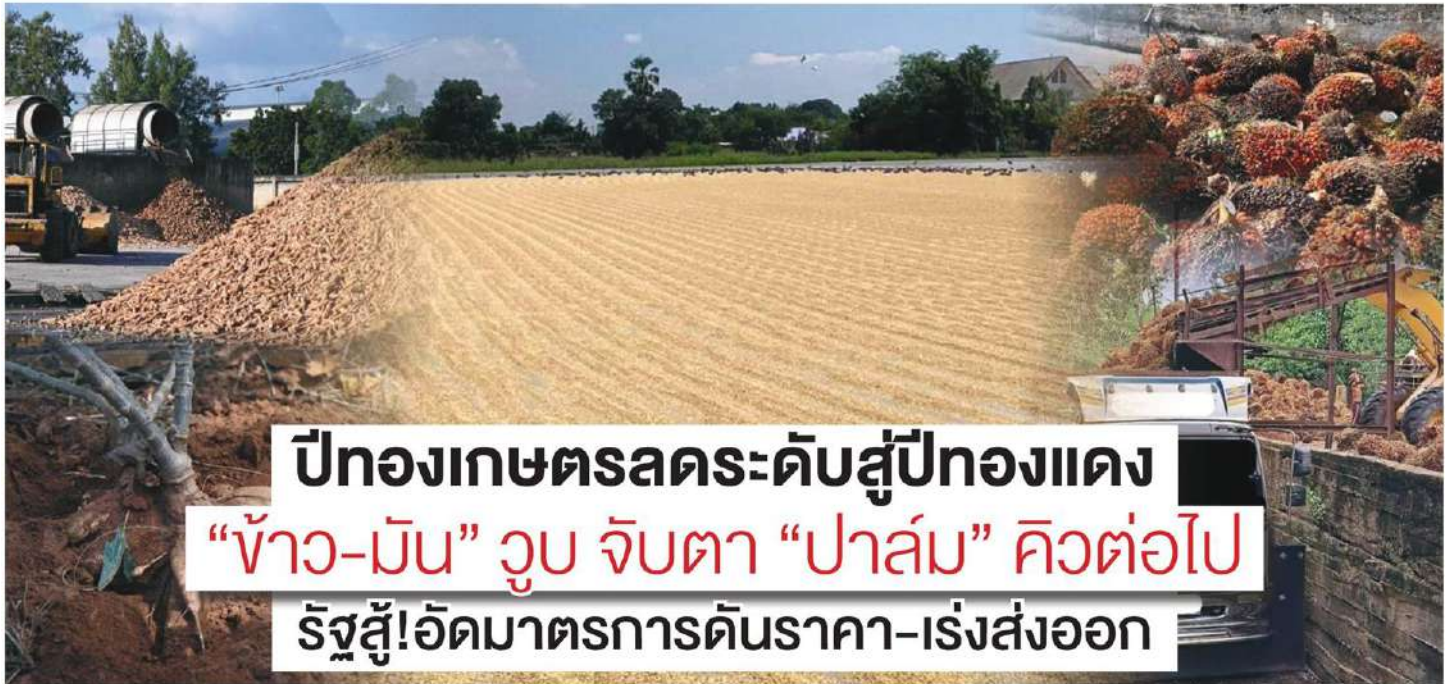 ปีทองเกษตรลดระดับสู่ปีทองแดง
“ข้าว-มัน” วูบ จับตา “ปาล์ม” คิวต่อไป
รัฐสู้!อัดมาตรการดันราคา-เร่งส่งออก